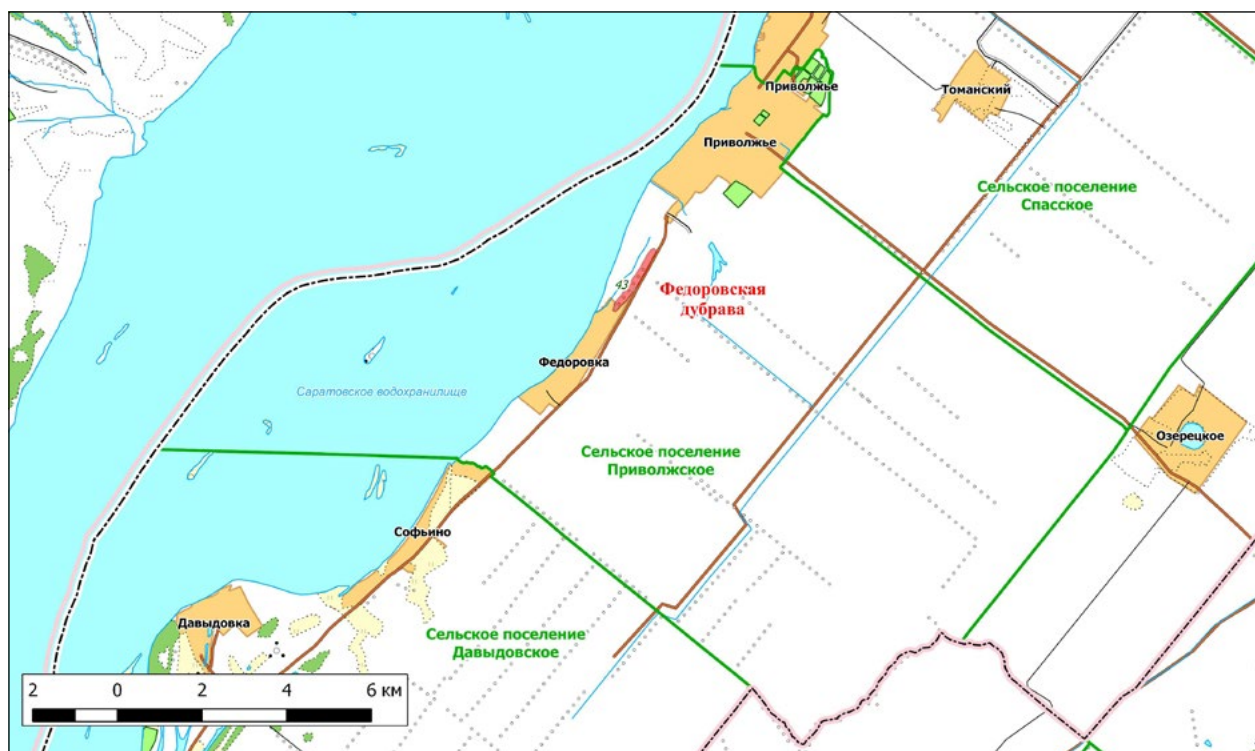 Приволжье
Томанский
Приволжье
Сельское поселение
Спасское
43
Федоровская
дубрава
Федоровка
Саратовское водохранилище
Озерецкое
Сельское поселение
Приволжское
Софьино
Давыдовка
Сельское поселение
Давыдовское
2 0 2 4 6 км